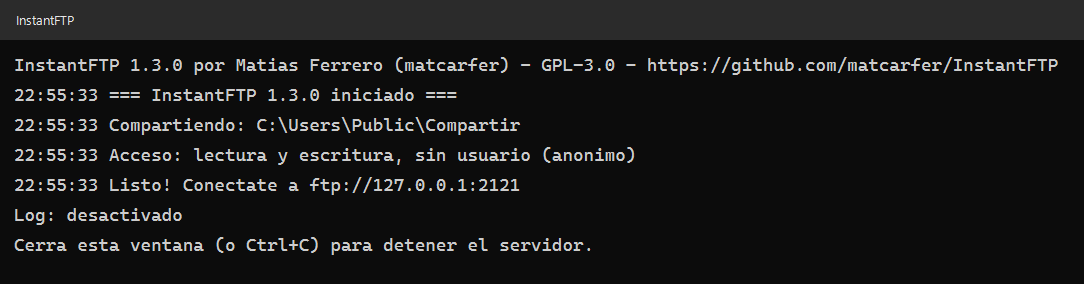 InstantFTP
InstantFTP 1.3.0 por Matias Ferrero (matcarfer) - GPL-3.0 - https://github.com/matcarfer/InstantFTP
22:55:33 === InstantFTP 1.3.0 iniciado ===
22:55:33 Compartiendo: C:\Users\Public\Compartir
22:55:33 Acceso: lectura y escritura, sin usuario (anonimo)
22:55:33 Listo! Conectate a ftp://127.0.0.1:2121
Log: desactivado
Cerra esta ventana (o Ctrl+C) para detener el servidor.